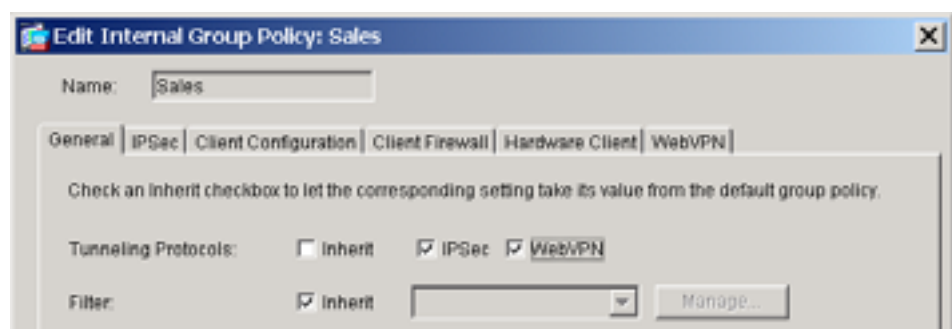 Edit Internal Group Policy: Sales
Name: Sales
General IPSec Client Configuration Client Firewall Hardware Client WebVPN
Check an Inherit checkbox to let the corresponding setting take its value from the default group policy.
Tunneling Protocols: Inherit IPSec WebVPN
Filter: Inherit Manage...